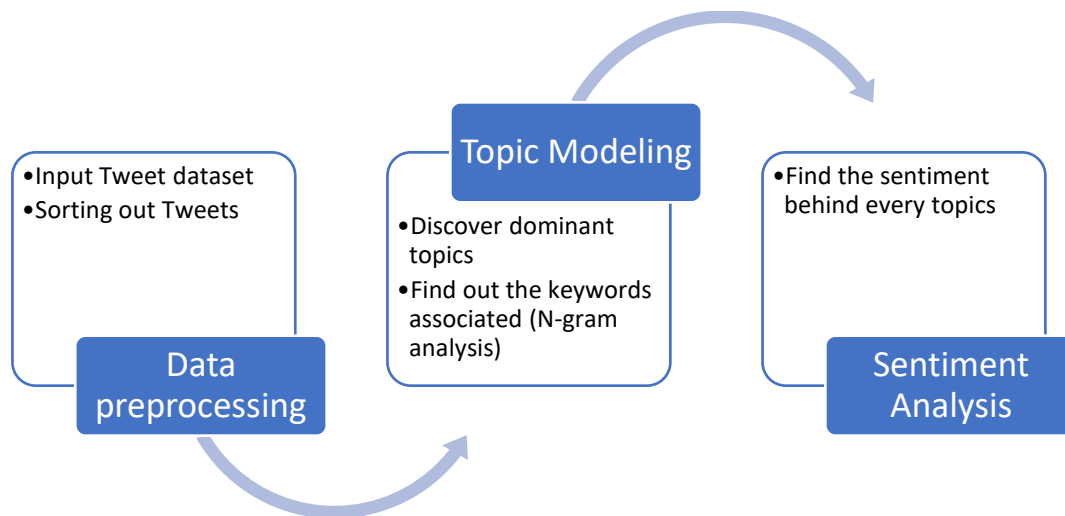 •Input Tweet dataset
•Sorting out Tweets
Data
preprocessing
Topic Modeling
•Discover dominant
topics
•Find out the keywords
associated (N-gram
analysis)
•Find the sentiment
behind every topics
Sentiment
Analysis